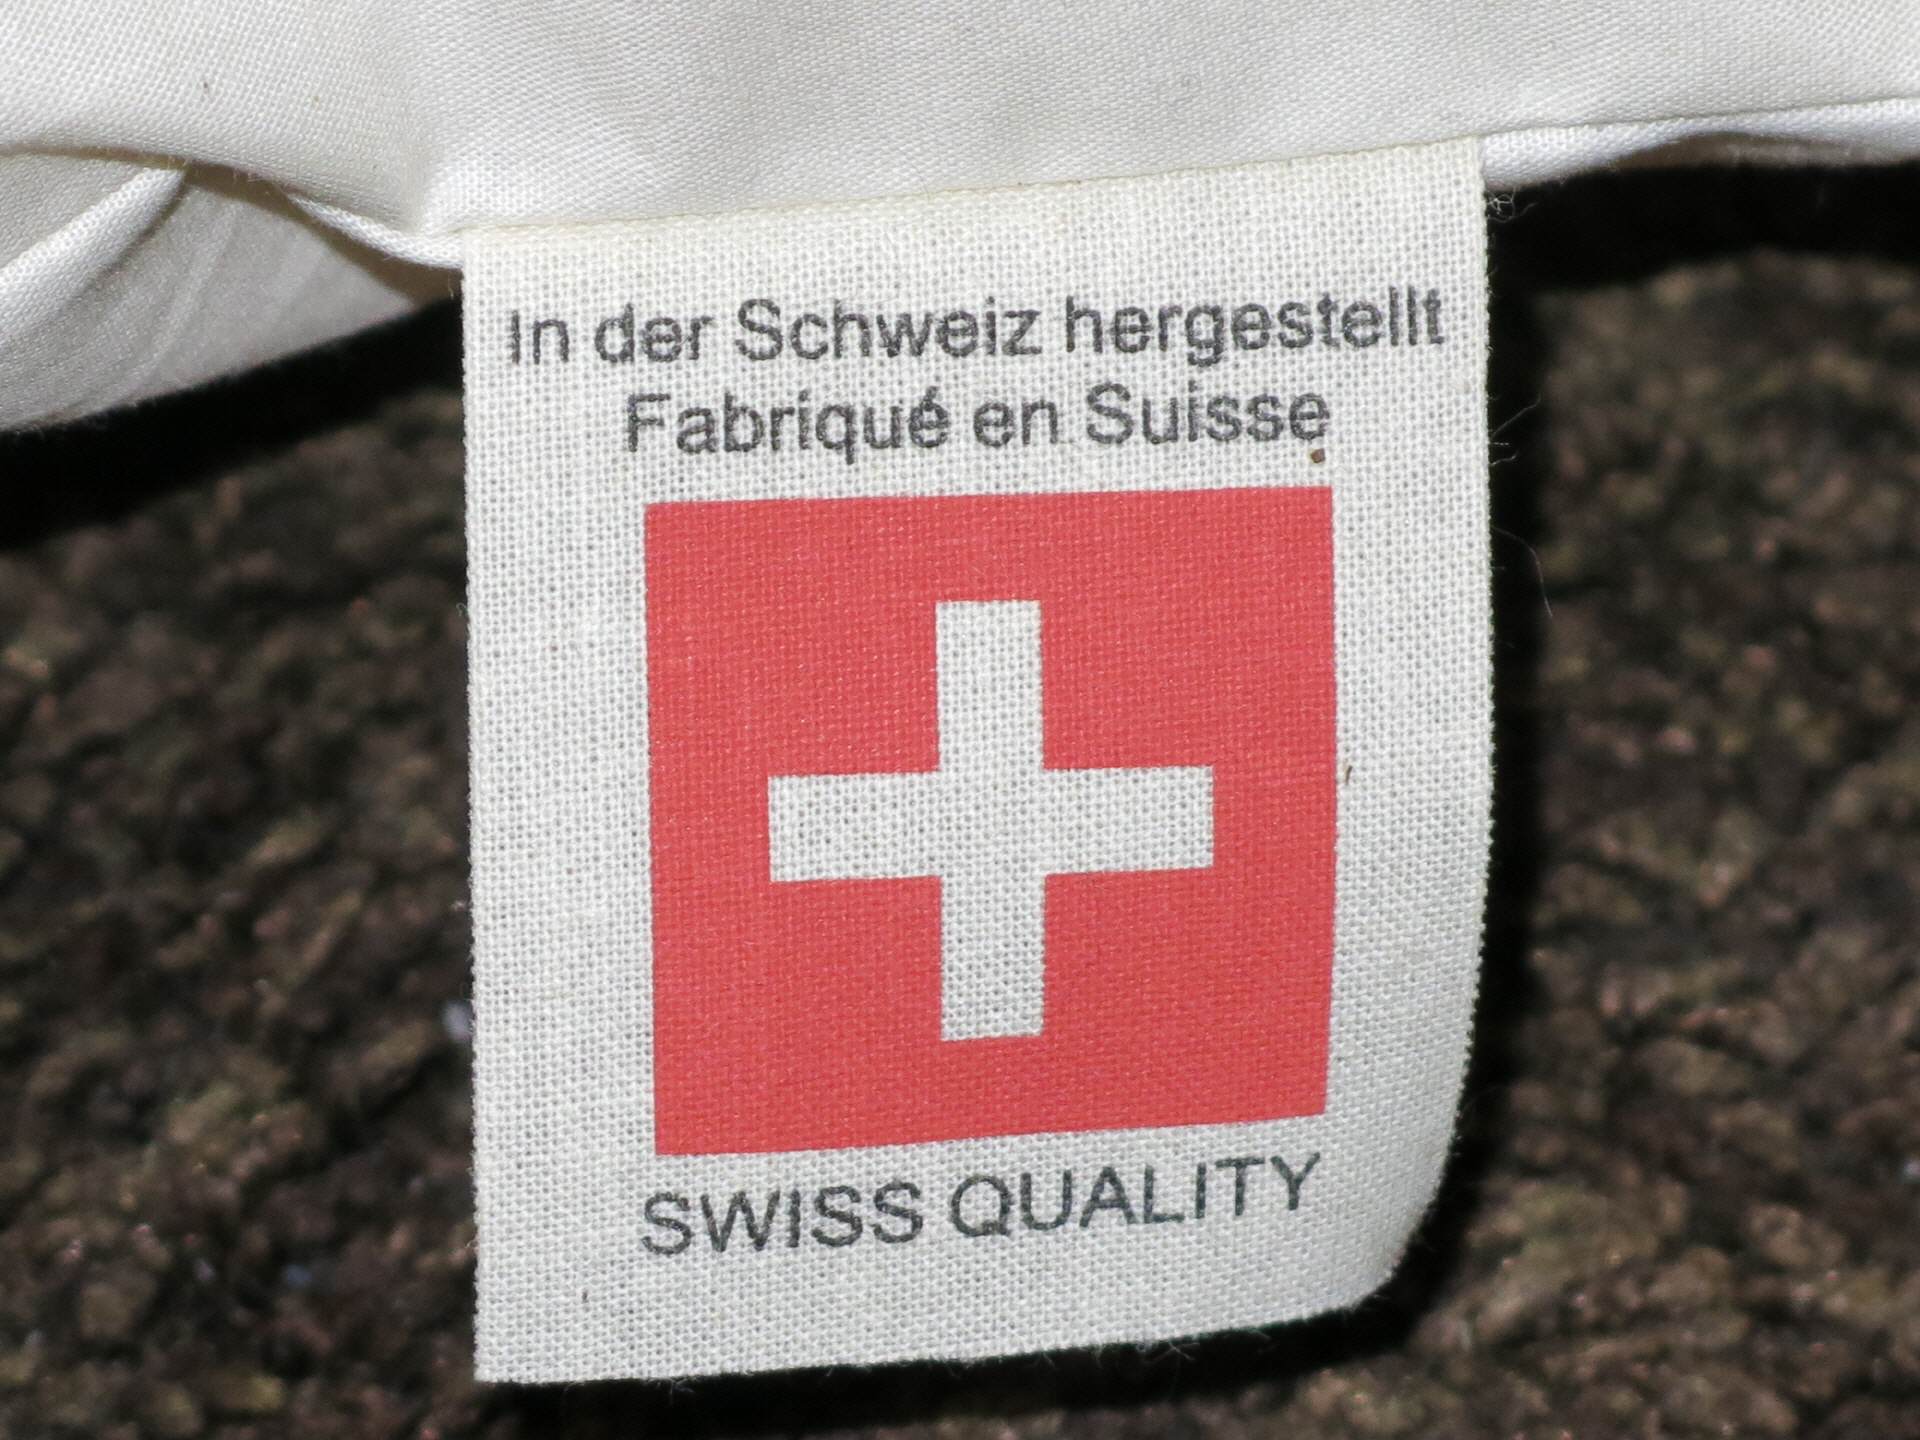 In der Schweiz hergestellt
Fabriqué en Suisse
SWISS QUALITY